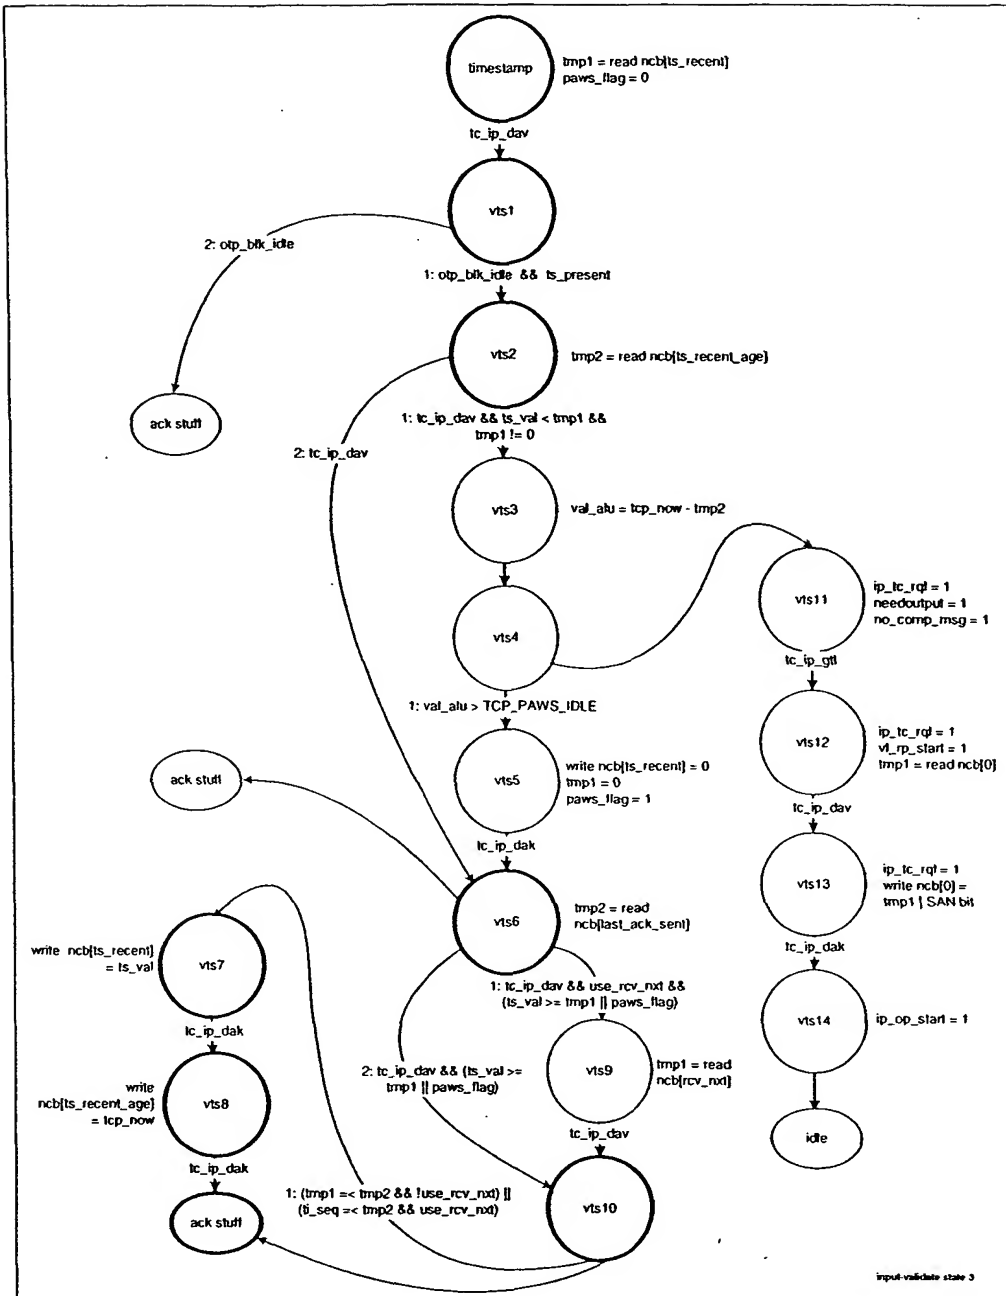 timestamp
tmp1 = read ncb[ts_recent]
paws_flag = 0
tc_ip_dav
vts1
2: otp_blk_idle
1: otp_blk_idle && ts_present
vts2
tmp2 = read ncb[ts_recent_age]
ack stuff
1: tc_ip_dav && ts_val < tmp1 &&
tmp1 != 0
2: tc_ip_dav
vts3
val_alu = tcp_now - tmp2
vts4
vts11
ip_tc_rqt = 1
needoutput = 1
no_comp_msg = 1
tc_ip_gtl
1: val_alu > TCP_PAWS_IDLE
vts12
ip_tc_rqt = 1
vl_rp_start = 1
tmp1 = read ncb[0]
ack stuff
vts5
write ncb[ts_recent] = 0
tmp1 = 0
paws_flag = 1
tc_ip_dav
tc_ip_dak
vts13
ip_tc_rqt = 1
write ncb[0] =
tmp1 | SAN bit
vts6
tmp2 = read
ncb[last_ack_sent]
tc_ip_dak
write ncb[ts_recent]
= ts_val
vts7
1: tc_ip_dav && use_rcv_nxt &&
(ts_val >= tmp1 || paws_flag)
vts14
ip_op_start = 1
tc_ip_dak
2: tc_ip_dav && (ts_val >=
tmp1 || paws_flag)
vts9
tmp1 = read
ncb[rcv_nxt]
write
ncb[ts_recent_age]
= tcp_now
vts8
tc_ip_dav
idle
tc_ip_dak
1: (tmp1 =< tmp2 && !use_rcv_nxt) ||
(ti_seq =< tmp2 && use_rcv_nxt)
vts10
ack stuff
input-validate state 3